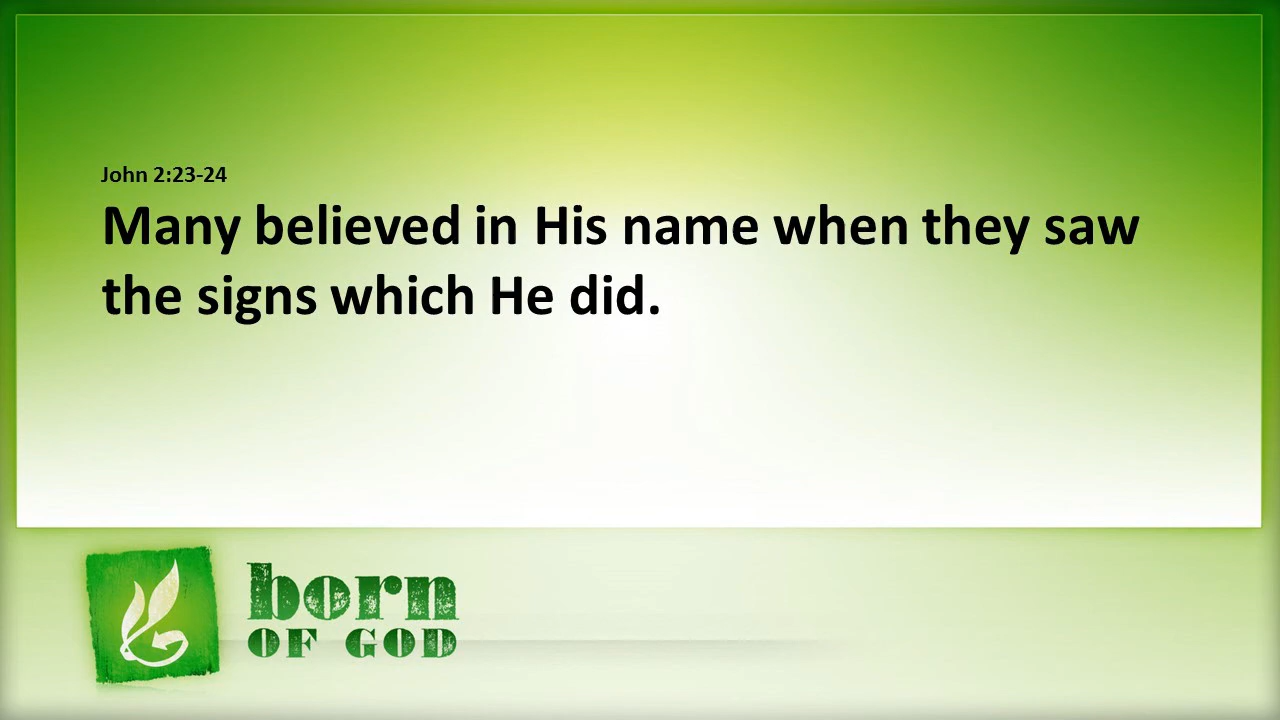 John 2:23-24
Many believed in His name when they saw
the signs which He did.
born
OF GOD